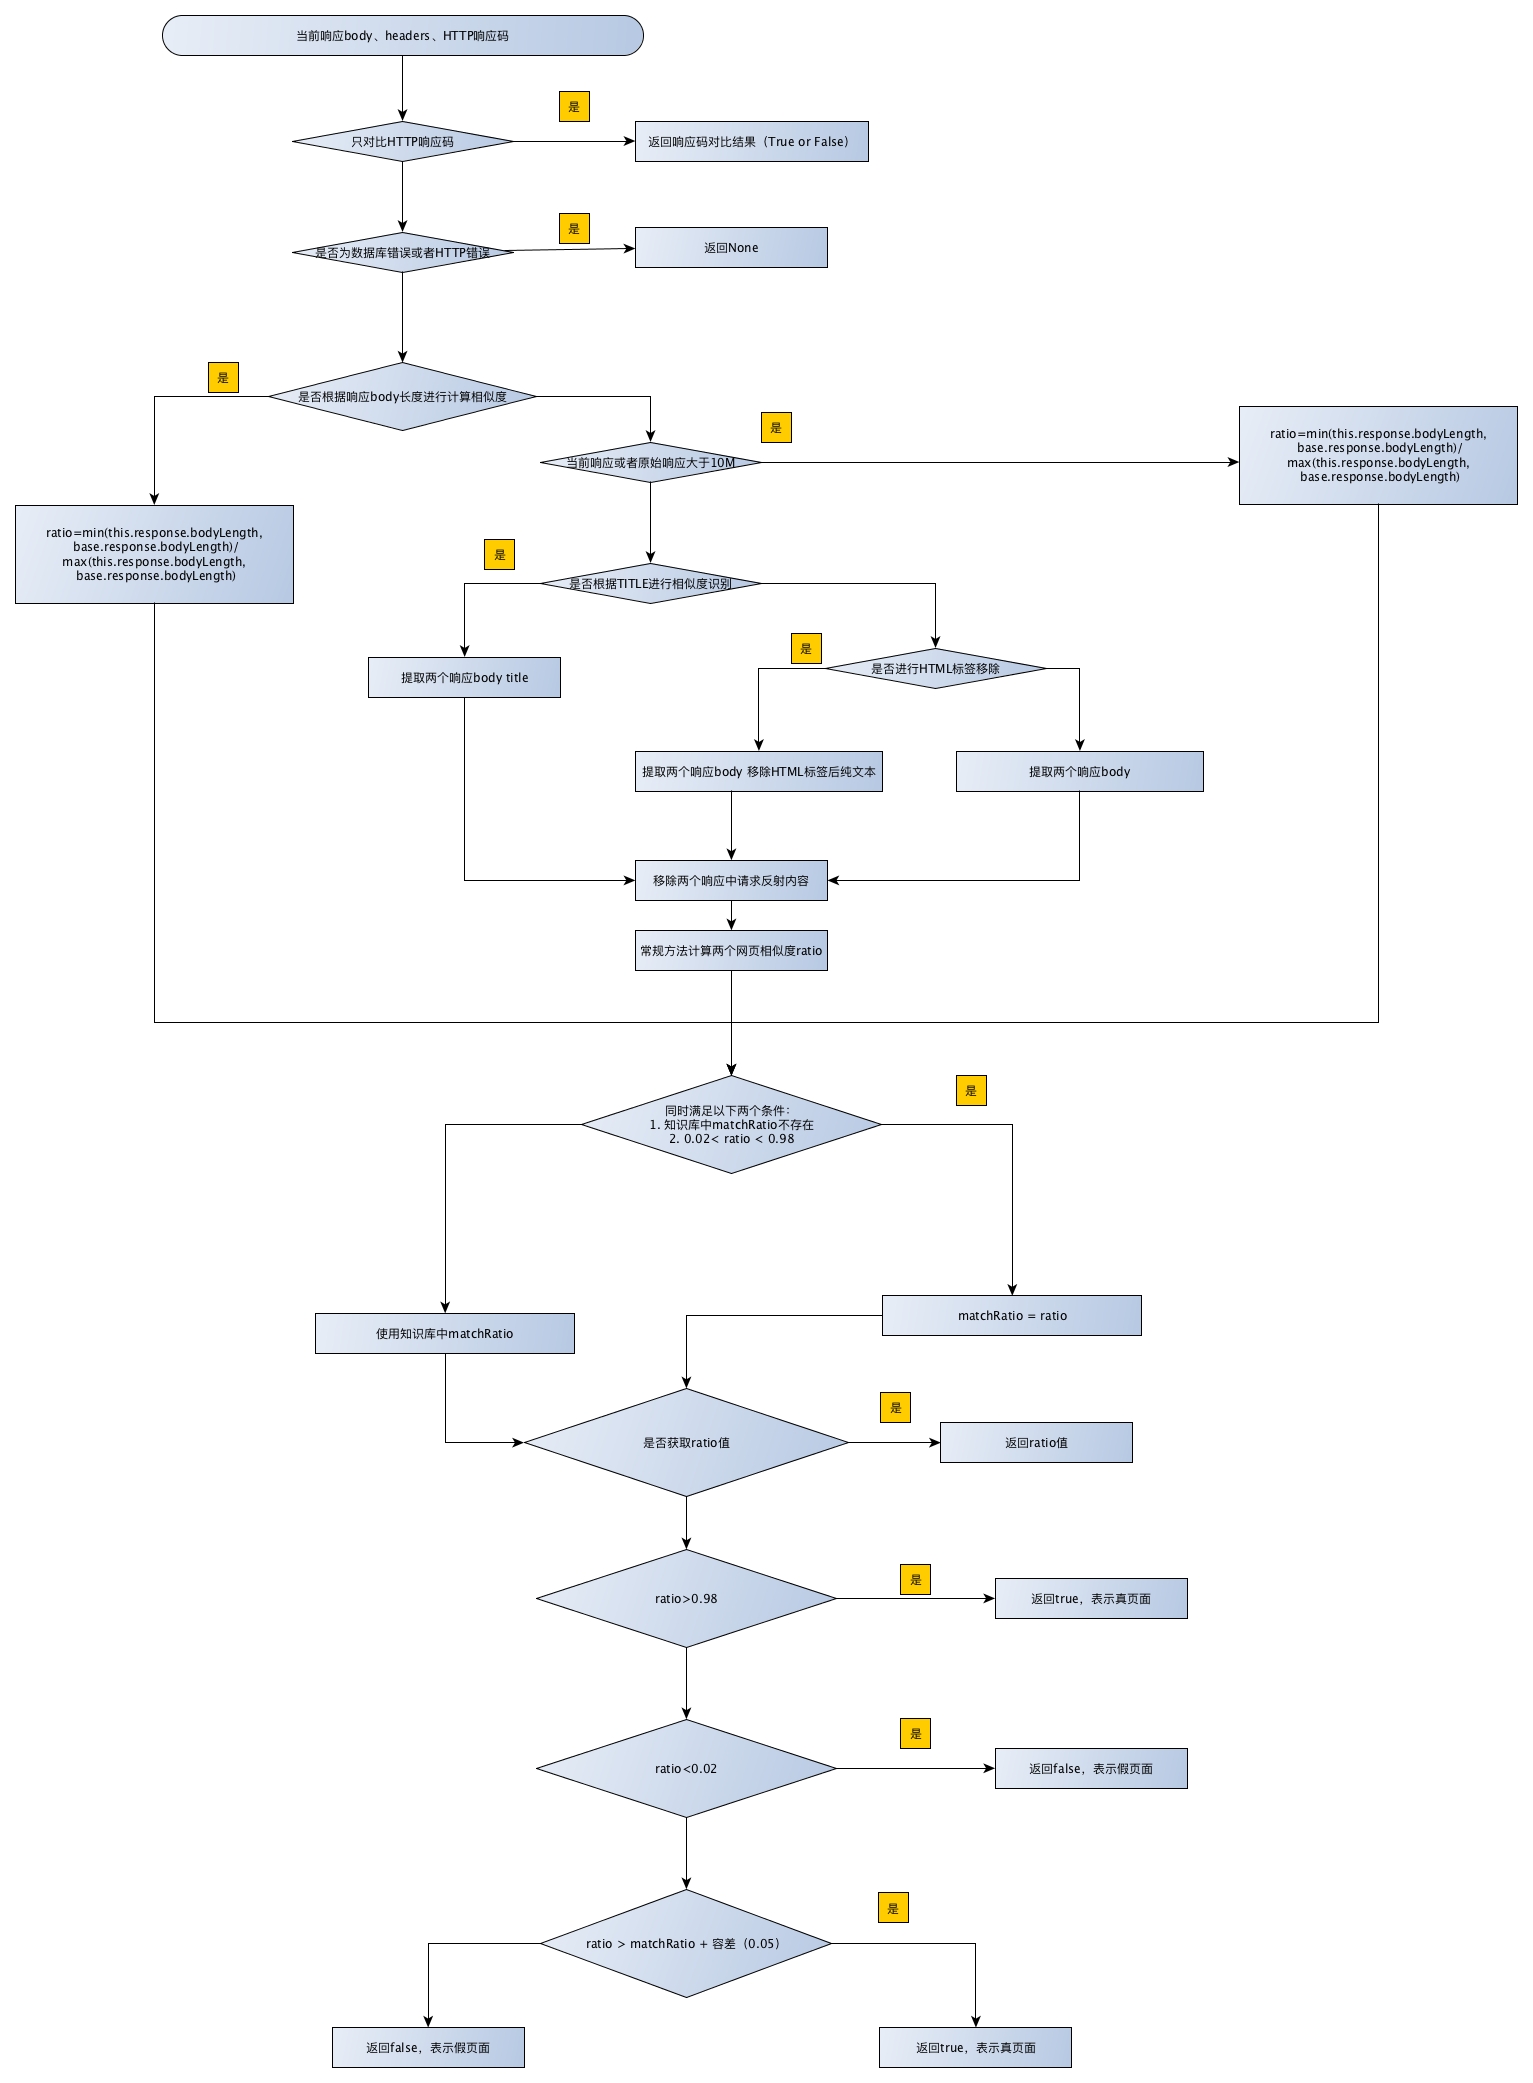 当前响应body、headers、HTTP响应码
是
只对比HTTP响应码
返回响应码对比结果（True or False）
是
是否为数据库错误或者HTTP错误
返回None
是
是否根据响应body长度进行计算相似度
是
当前响应或者原始响应大于10M
ratio=min(this.response.bodyLength,
base.response.bodyLength)/
max(this.response.bodyLength,
base.response.bodyLength)
ratio=min(this.response.bodyLength,
base.response.bodyLength)/
max(this.response.bodyLength,
base.response.bodyLength)
是
是否根据TITLE进行相似度识别
是
是否进行HTML标签移除
提取两个响应body title
提取两个响应body 移除HTML标签后纯文本
提取两个响应body
移除两个响应中请求反射内容
常规方法计算两个网页相似度ratio
是
同时满足以下两个条件：
1. 知识库中matchRatio不存在
2. 0.02< ratio < 0.98
使用知识库中matchRatio
matchRatio = ratio
是
是否获取ratio值
返回ratio值
是
ratio>0.98
返回true，表示真页面
是
ratio<0.02
返回false，表示假页面
是
ratio > matchRatio + 容差（0.05）
返回false，表示假页面
返回true，表示真页面